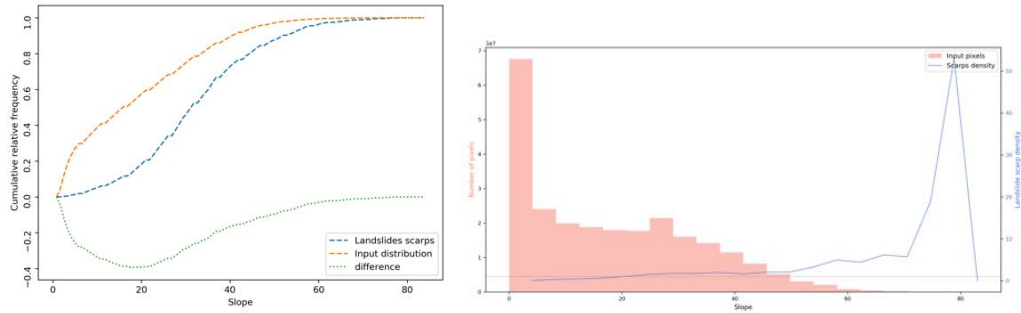 1.0
0.8
0.6
0.4
0.2
0.0
−0.2
−0.4
Cumulative relative frequency
0
20
40
60
80
Slope
Landslides scarps
Input distribution
difference
1e7
7
6
5
4
3
2
1
0
Number of pixels
0
20
40
60
80
Slope
Input pixels
Scarps density
50
40
30
20
10
0
Landslide scarp density